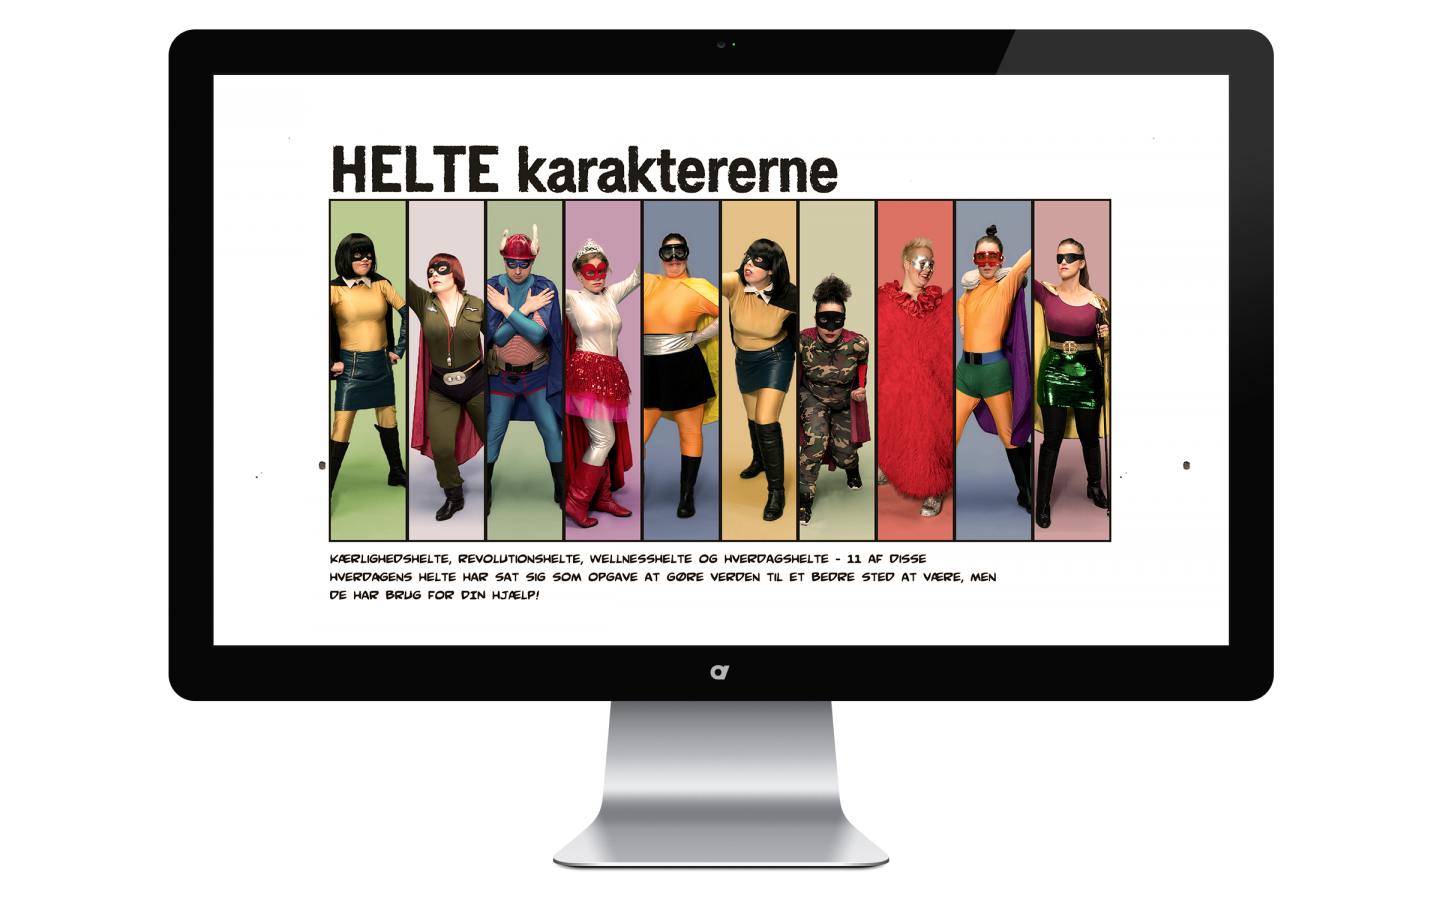 HELTE karaktererne
KÆRLIGHEDSHELTE, REVOLUTIONSHELTE, WELLNESSHELTE OG HVERDAGSHELTE - 11 AF DISSE
HVERDAGENS HELTE HAR SAT SIG SOM OPGAVE AT GØRE VERDEN TIL ET BEDRE STED AT VÆRE, MEN
DE HAR BRUG FOR DIN HJÆLP!